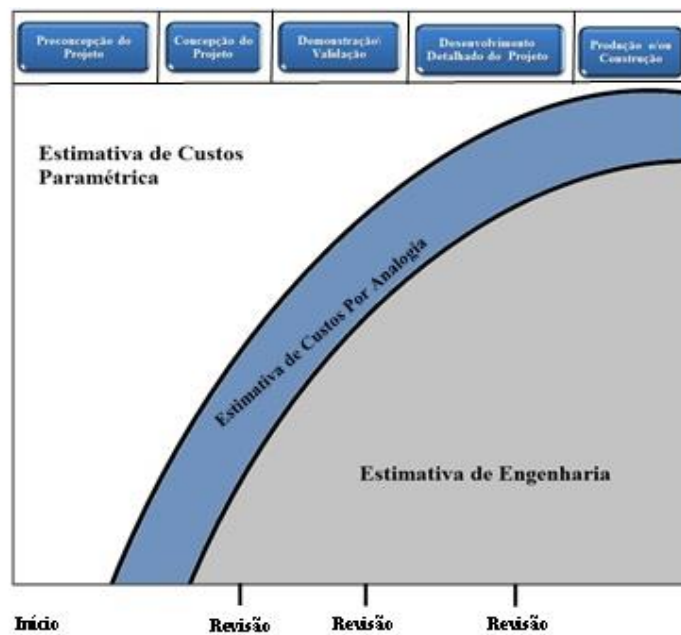 Preconcepção do
Projeto
Concepção do
Projeto
Demonstração\
Validação
Desenvolvimento
Detalhado do Projeto
Produção e/ou
Construção
Estimativa de Custos
Paramétrica
Estimativa de Custos Por Analogia
Estimativa de Engenharia
Início
Revisão
Revisão
Revisão